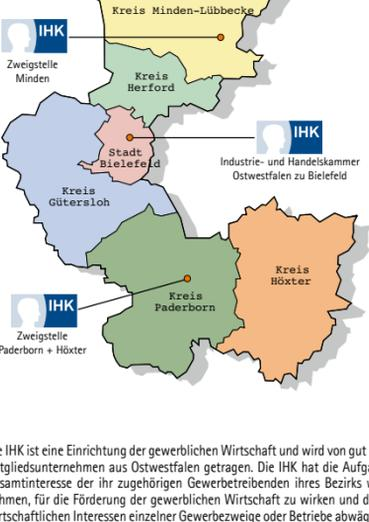 Kreis Minden-Lübbecke
IHK
Zweigstelle
Minden
Kreis
Herford
Stadt
Bielefeld
IHK
Industrie- und Handelskammer
Ostwestfalen zu Bielefeld
Kreis
Gütersloh
Kreis
Höxter
Kreis
Paderborn
IHK
Zweigstelle
Paderborn + Höxter
e IHK ist eine Einrichtung der gewerblichen Wirtschaft und wird von gut
tgliedsunternehmen aus Ostwestfalen getragen. Die IHK hat die Aufga
samtinteresse der ihr zugehörigen Gewerbetreibenden ihres Bezirks
hmen, für die Förderung der gewerblichen Wirtschaft zu wirken und d
rtschaftlichen Interessen einzelner Gewerbezweige oder Betriebe abwäg